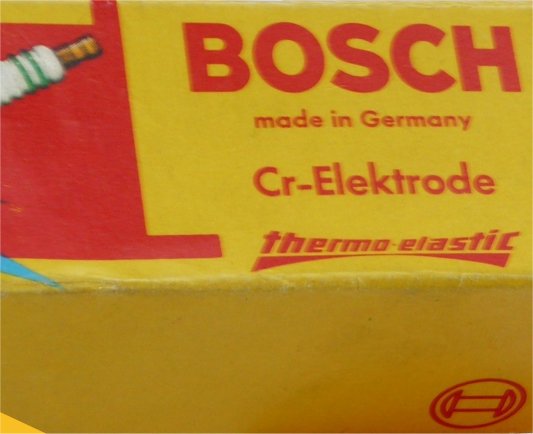 BOSCH
made in Germany
Cr-Elektrode
thermo-elastic